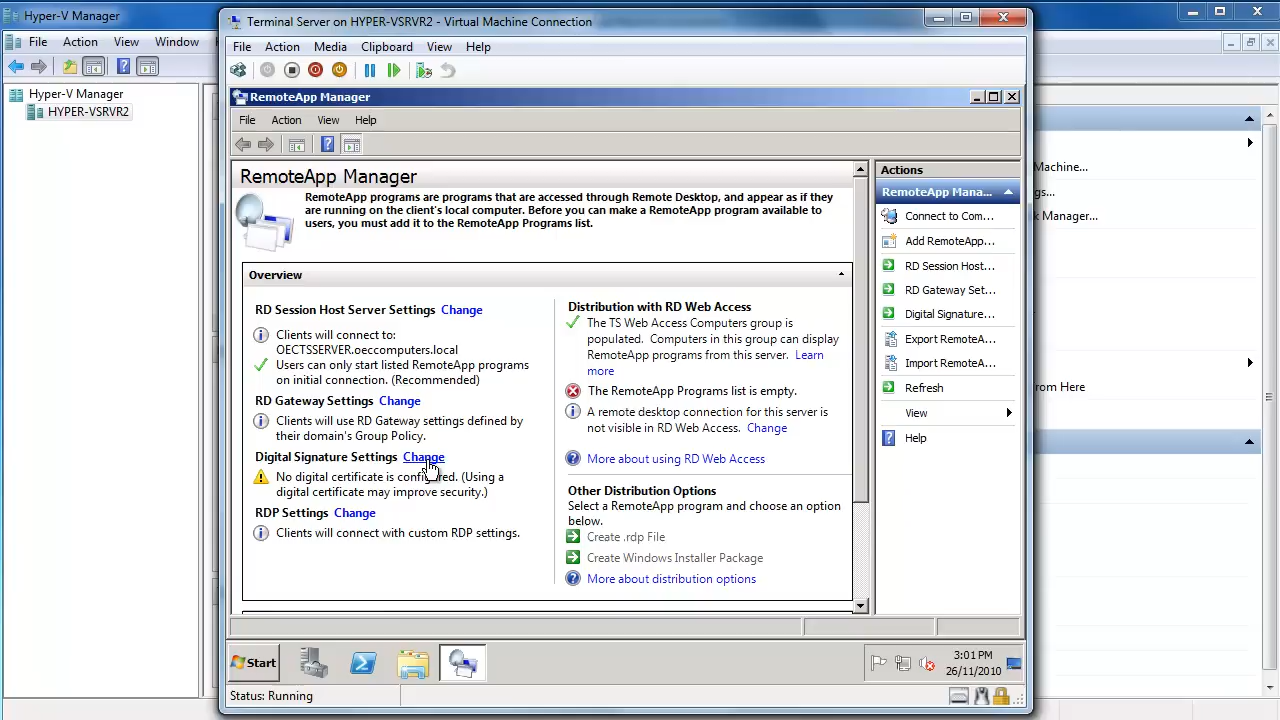 Hyper-V Manager
File Action View Window
Hyper-V Manager
HYPER-VSRVR2
Terminal Server on HYPER-VSRVR2 - Virtual Machine Connection
File Action Media Clipboard View Help
RemoteApp Manager
File Action View Help
RemoteApp Manager
RemoteApp programs are programs that are accessed through Remote Desktop, and appear as if they
are running on the client's local computer. Before you can make a RemoteApp program available to
users, you must add it to the RemoteApp Programs list.
Overview
RD Session Host Server Settings Change
Clients will connect to:
OECTSSERVER.oeccomputers.local
Users can only start listed RemoteApp programs
on initial connection. (Recommended)
RD Gateway Settings Change
Clients will use RD Gateway settings defined by
their domain's Group Policy.
Digital Signature Settings Change
No digital certificate is configured. (Using a
digital certificate may improve security.)
RDP Settings Change
Clients will connect with custom RDP settings.
Distribution with RD Web Access
The TS Web Access Computers group is
populated. Computers in this group can display
RemoteApp programs from this server. Learn
more
The RemoteApp Programs list is empty.
A remote desktop connection for this server is
not visible in RD Web Access. Change
More about using RD Web Access
Other Distribution Options
Select a RemoteApp program and choose an option
below.
Create .rdp File
Create Windows Installer Package
More about distribution options
Actions
RemoteApp Mana...
Connect to Com...
Add RemoteApp...
RD Session Host...
RD Gateway Set...
Digital Signature...
Export RemoteA...
Import RemoteA...
Refresh
View
Help
Machine...
gs...
k Manager...
rom Here
Start
3:01 PM
26/11/2010
Status: Running